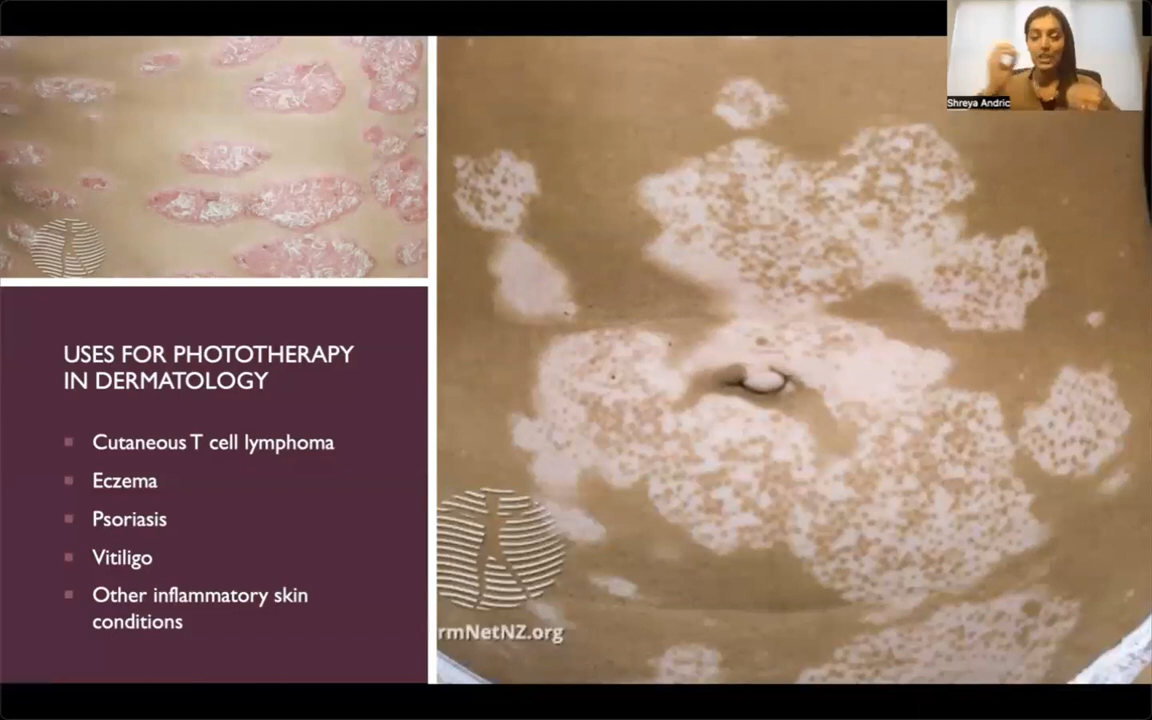 Shreya Andric
USES FOR PHOTOTHERAPY
IN DERMATOLOGY
Cutaneous T cell lymphoma
Eczema
Psoriasis
Vitiligo
Other inflammatory skin
conditions
rmNetNZ.org